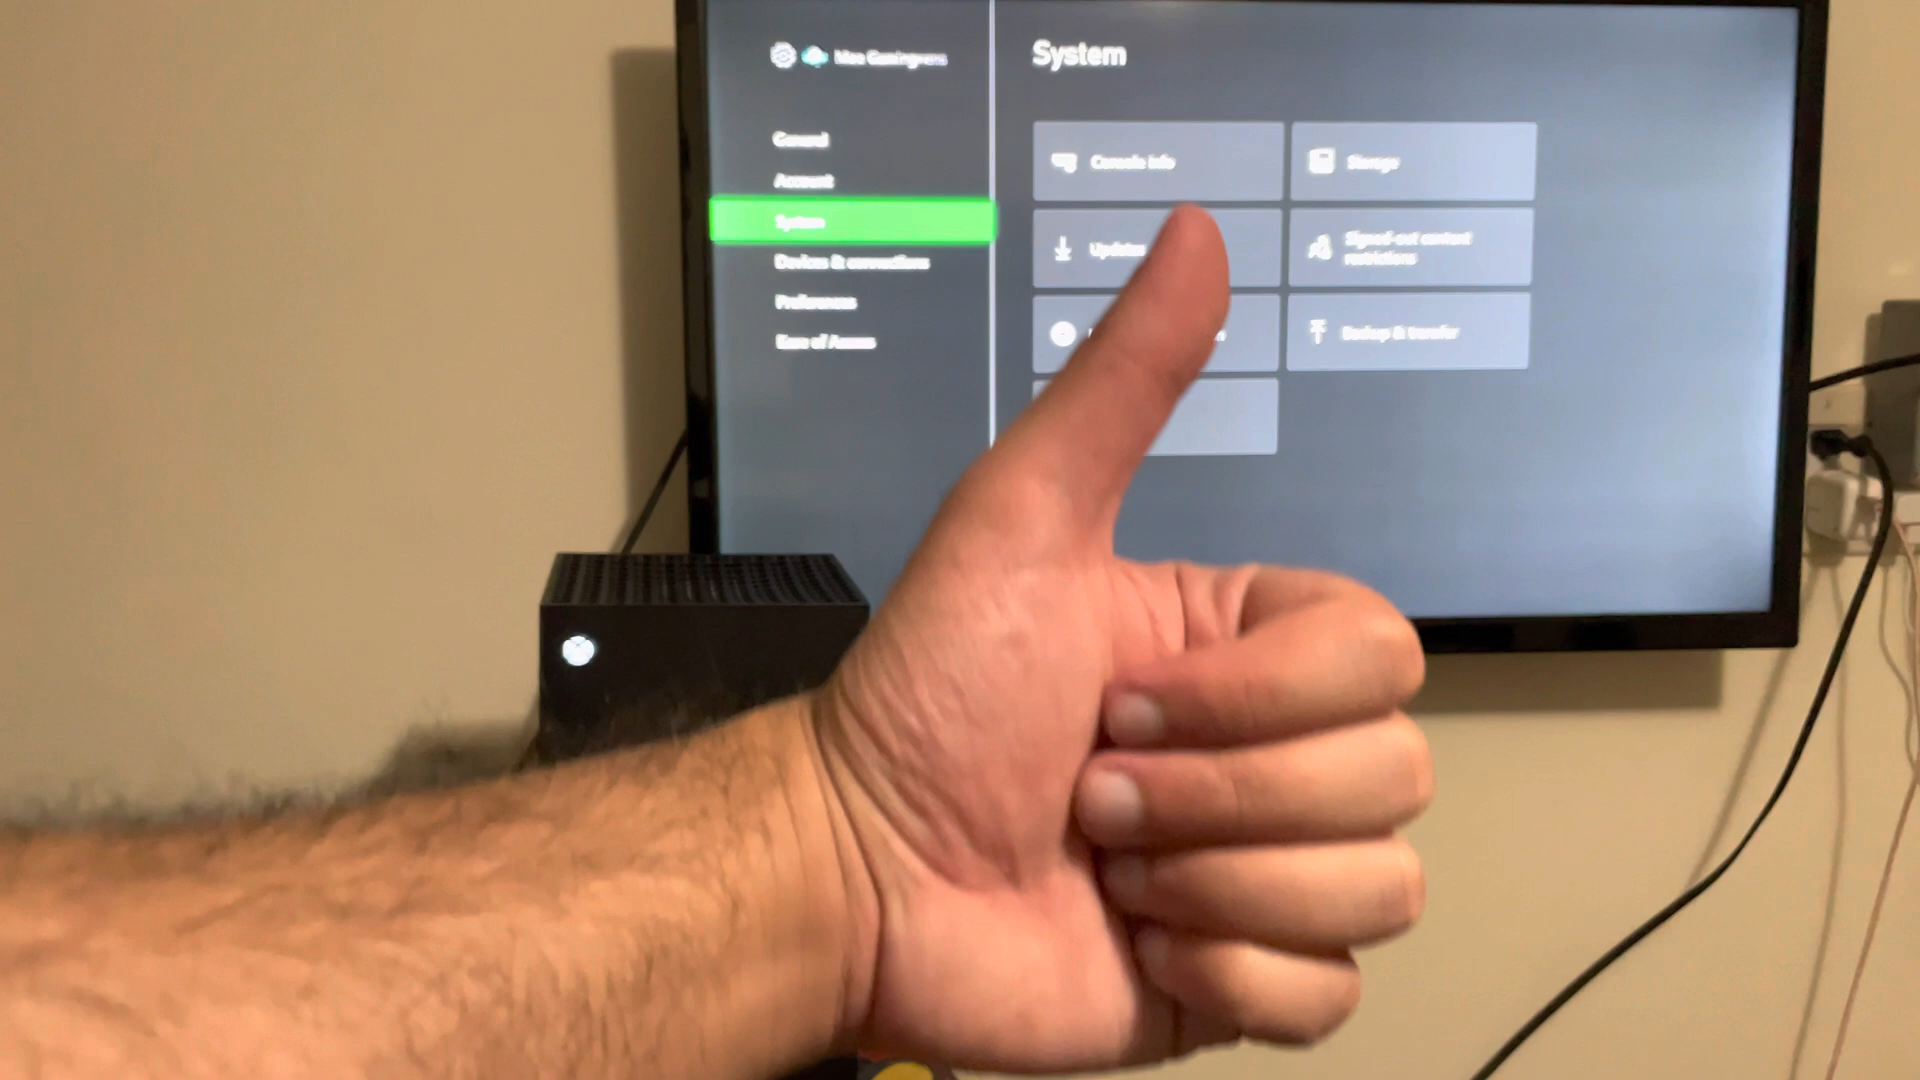 System
General
Account
System
Devices & connections
Preferences
Ease of Access
Console info
Storage
Updates
Signed-out content
restrictions
Backup & transfer